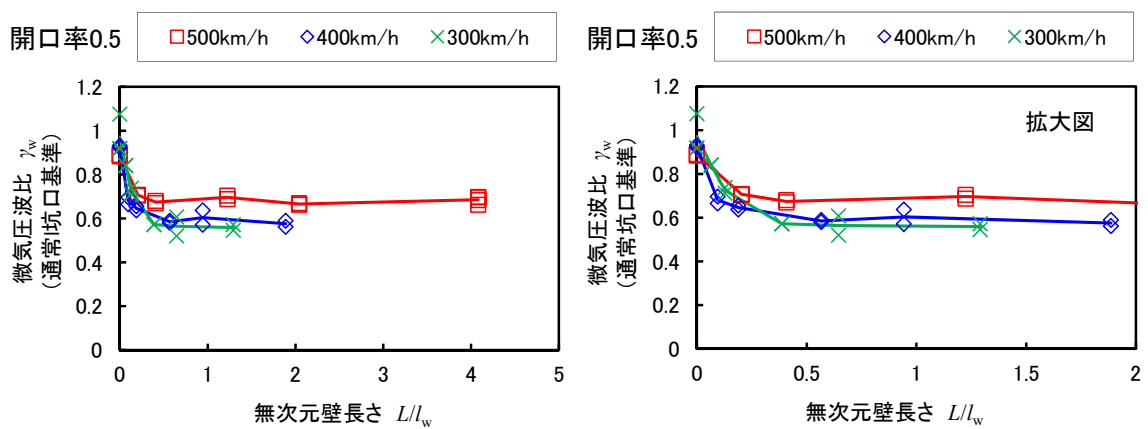 開口率0.5
500km/h 400km/h 300km/h
微気圧波比 γw
（通常坑口基準）
1.2
1
0.8
0.6
0.4
0.2
0
0 1 2 3 4 5
無次元壁長さ L/lw
開口率0.5
500km/h 400km/h 300km/h
拡大図
微気圧波比 γw
（通常坑口基準）
1.2
1
0.8
0.6
0.4
0.2
0
0 0.5 1 1.5 2
無次元壁長さ L/lw